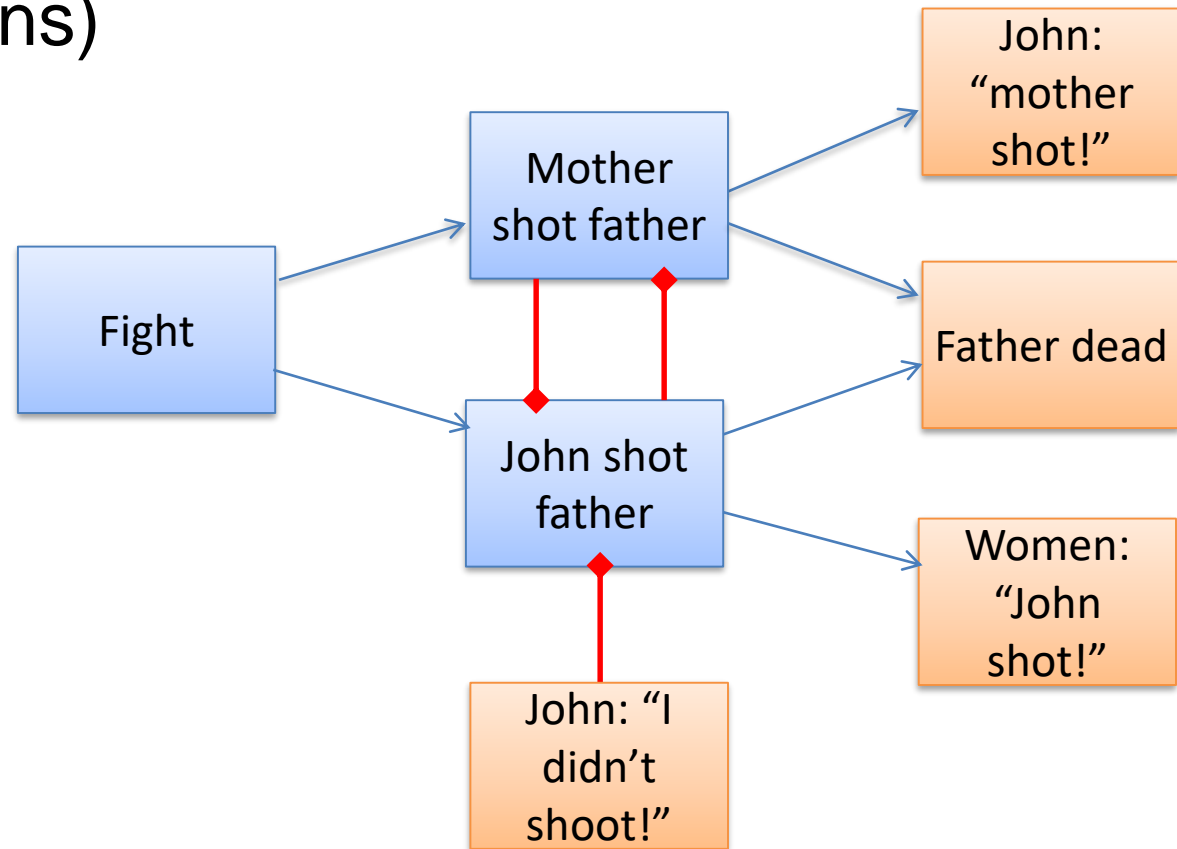 ns)
John:
“mother
shot!”
Mother
shot father
Fight
Father dead
John shot
father
Women:
“John
shot!”
John: “I
didn’t
shoot!”